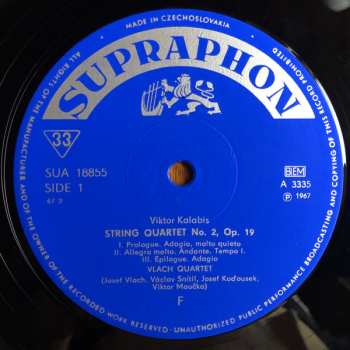 MADE IN CZECHOSLOVAKIA
ALL RIGHTS OF THE MANUFACTURER AND OF THE OWNER OF THE RECORDED WORK RESERVED - UNAUTHORIZED PUBLIC PERFORMANCE BROADCASTING AND COPYING OF THIS RECORD PROHIBITED
SUPRAPHON
33
SUA 18855
SIDE 1
67 2
BIEM
A 3335
Ⓟ 1967
Viktor Kalabis
STRING QUARTET No. 2, Op. 19
I. Prologue. Adagio, molto quieto
II. Allegro molto. Andante. Tempo I.
III. Epilogue. Adagio
VLACH QUARTET
(Josef Vlach, Václav Snítil, Josef Koďousek,
Viktor Moučka)
F